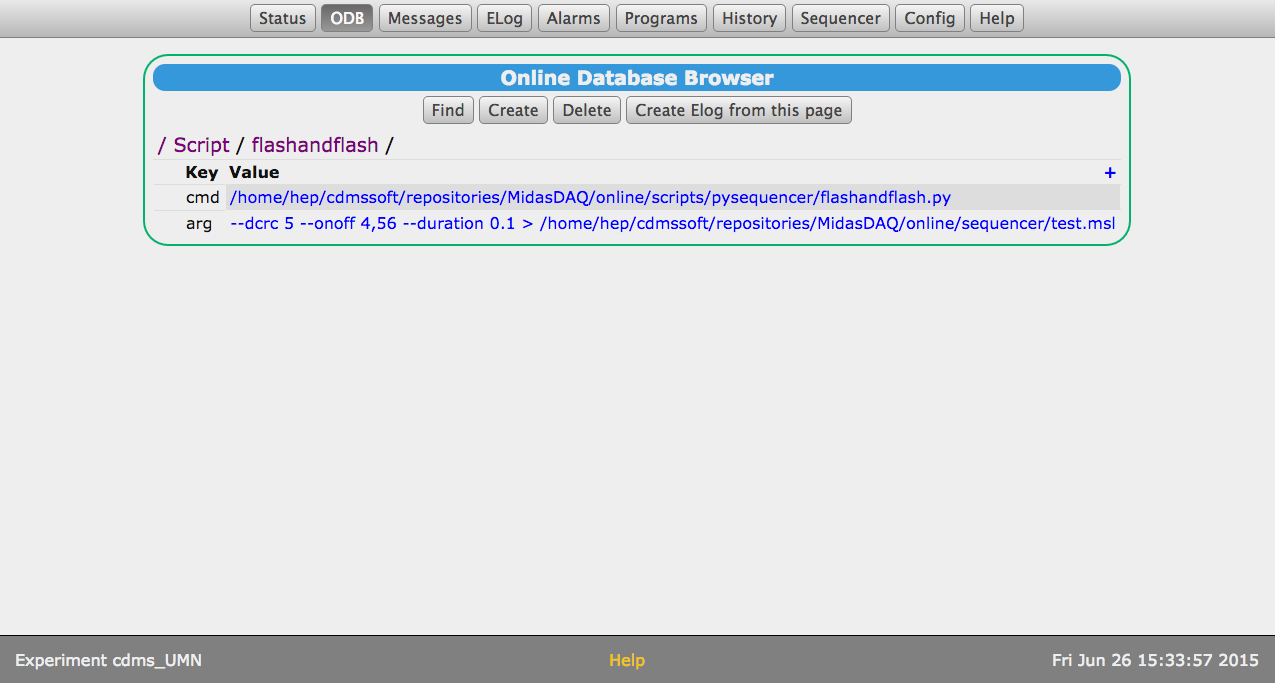 Status ODB Messages ELog Alarms Programs History Sequencer Config Help
Online Database Browser
Find Create Delete Create Elog from this page
/ Script / flashandflash /
Key Value +
cmd /home/hep/cdmssoft/repositories/MidasDAQ/online/scripts/pysequencer/flashandflash.py
arg --dcrc 5 --onoff 4,56 --duration 0.1 > /home/hep/cdmssoft/repositories/MidasDAQ/online/sequencer/test.msl
Experiment cdms_UMN Help Fri Jun 26 15:33:57 2015